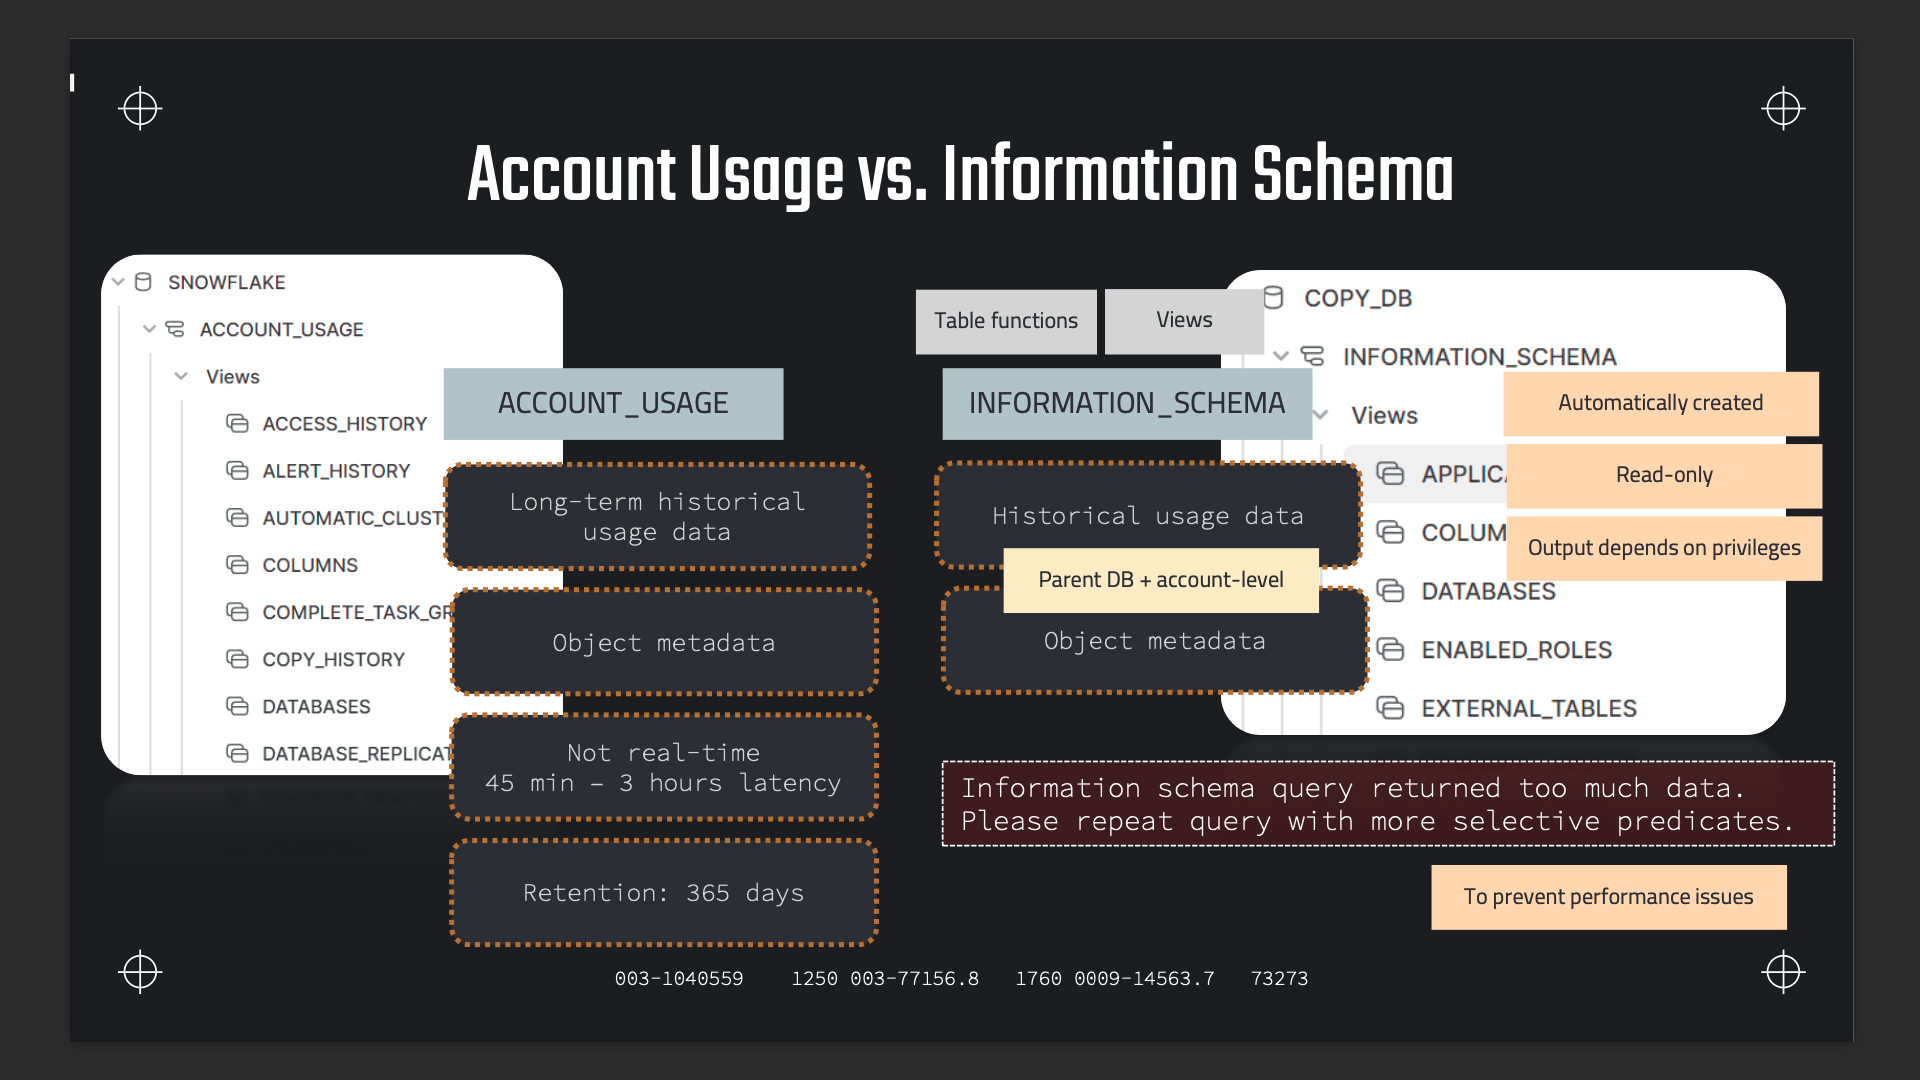 Account Usage vs. Information Schema
SNOWFLAKE
ACCOUNT_USAGE
Views
ACCESS_HISTORY
ALERT_HISTORY
AUTOMATIC_CLUST
COLUMNS
COMPLETE_TASK_GR
COPY_HISTORY
DATABASES
DATABASE_REPLICAT
ACCOUNT_USAGE
Long-term historical
usage data
Object metadata
Not real-time
45 min – 3 hours latency
Retention: 365 days
Table functions
Views
INFORMATION_SCHEMA
Historical usage data
Parent DB + account-level
Object metadata
COPY_DB
INFORMATION_SCHEMA
Views
APPLICA
COLUM
DATABASES
ENABLED_ROLES
EXTERNAL_TABLES
Automatically created
Read-only
Output depends on privileges
Information schema query returned too much data.
Please repeat query with more selective predicates.
To prevent performance issues
003-1040559 1250 003-77156.8 1760 0009-14563.7 73273